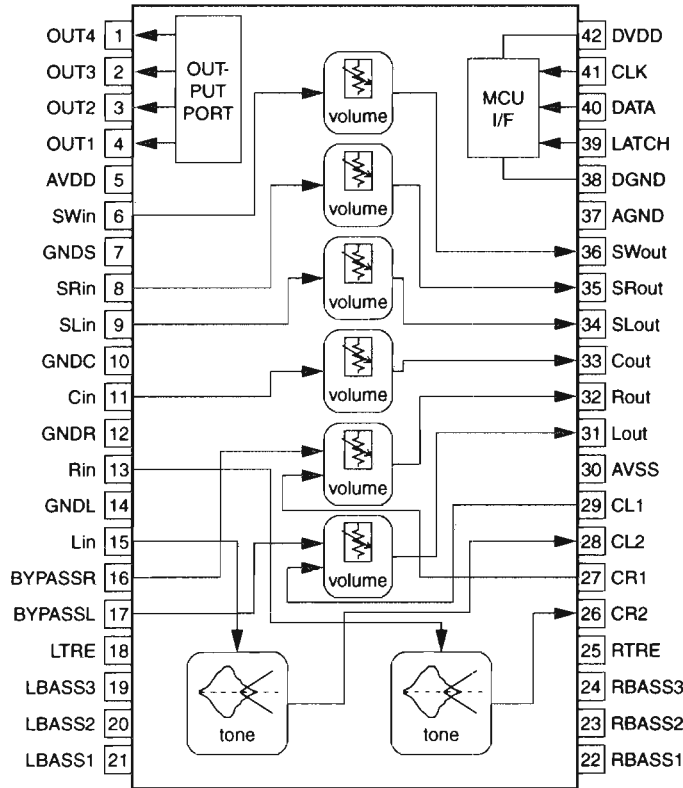 OUT4 1
OUT3 2
OUT2 3
OUT1 4
AVDD 5
SWin 6
GNDS 7
SRin 8
SLin 9
GNDC 10
Cin 11
GNDR 12
Rin 13
GNDL 14
Lin 15
BYPASSR 16
BYPASSL 17
LTRE 18
LBASS3 19
LBASS2 20
LBASS1 21
OUT-
PUT
PORT
volume
volume
volume
volume
volume
volume
tone
tone
MCU
I/F
42 DVDD
41 CLK
40 DATA
39 LATCH
38 DGND
37 AGND
36 SWout
35 SRout
34 SLout
33 Cout
32 Rout
31 Lout
30 AVSS
29 CL1
28 CL2
27 CR1
26 CR2
25 RTRE
24 RBASS3
23 RBASS2
22 RBASS1